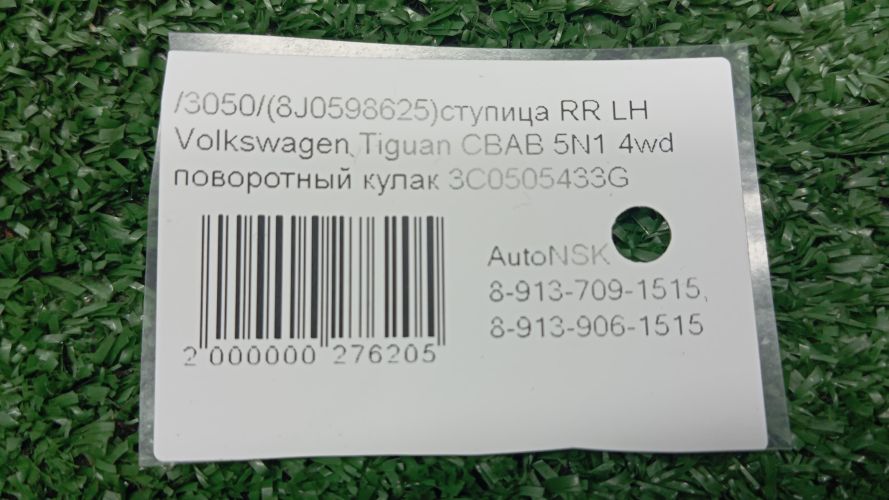 /3050/(8J0598625)ступица RR LH
Volkswagen Tiguan CBAB 5N1 4wd
поворотный кулак 3C0505433G
AutoNSK
8-913-709-1515,
8-913-906-1515
2 000000 276205